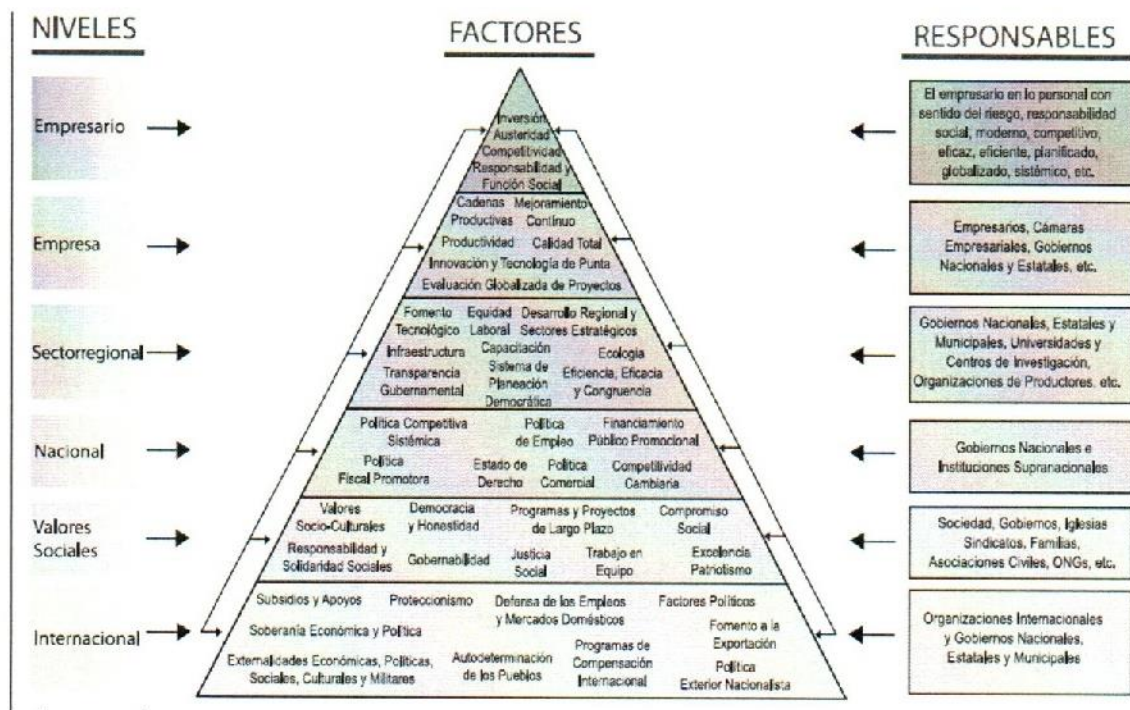 NIVELES
FACTORES
RESPONSABLES
Empresario
Inversión
Austeridad
Competitividad
Responsabilidad y
Función Social
El empresario en lo personal con
sentido del riesgo, responsabilidad
social, moderno, competitivo,
eficaz, eficiente, planificado,
globalizado, sistémico, etc.
Empresa
Cadenas Mejoramiento
Productivas Contínuo
Productividad Calidad Total
Innovación y Tecnología de Punta
Evaluación Globalizada de Proyectos
Empresarios, Cámaras
Empresariales, Gobiernos
Nacionales y Estatales, etc.
Sectorregional
Fomento Equidad Desarrollo Regional y
Tecnológico Laboral Sectores Estratégicos
Infraestructura Capacitación Ecología
Transparencia Sistema de Eficiencia, Eficacia
Gubernamental Planeación y Congruencia
Democrática
Gobiernos Nacionales, Estatales y
Municipales, Universidades y
Centros de Investigación,
Organizaciones de Productores, etc.
Nacional
Política Competitiva Política Financiamiento
Sistémica de Empleo Público Promocional
Política Estado de Política Competitividad
Fiscal Promotora Derecho Comercial Cambiaria
Gobiernos Nacionales e
Instituciones Supranacionales
Valores
Sociales
Valores Democracia Programas y Proyectos Compromiso
Socio-Culturales y Honestidad de Largo Plazo Social
Responsabilidad y Gobernabilidad Justicia Trabajo en Excelencia
Solidaridad Sociales Social Equipo Patriotismo
Sociedad, Gobiernos, Iglesias
Sindicatos, Familias,
Asociaciones Civiles, ONGs, etc.
Internacional
Subsidios y Apoyos Proteccionismo Defensa de los Empleos Factores Políticos
y Mercados Domésticos
Soberanía Económica y Política Fomento a la
Exportación
Externalidades Económicas, Políticas, Autodeterminación Programas de Política
Sociales, Culturales y Militares de los Pueblos Compensación Exterior Nacionalista
Internacional
Organizaciones Internacionales
y Gobiernos Nacionales,
Estatales y Municipales